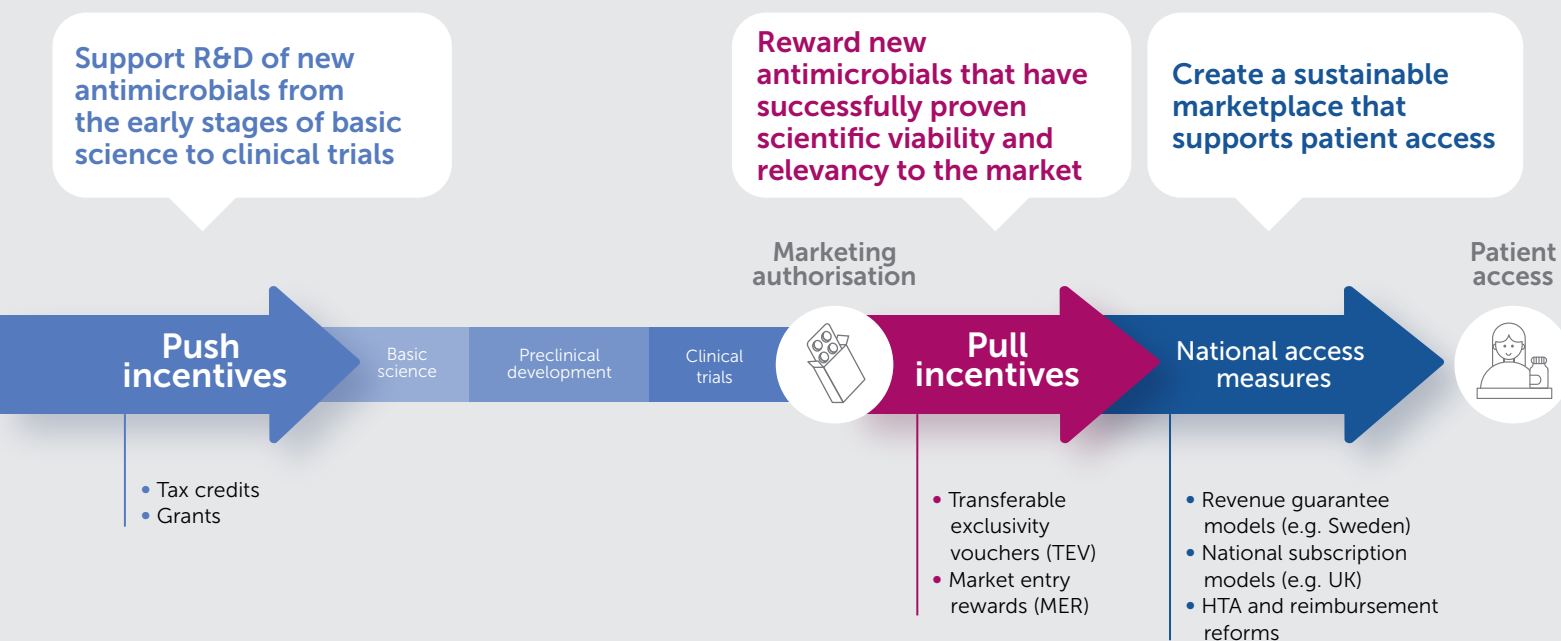 Support R&D of new
antimicrobials from
the early stages of basic
science to clinical trials
Reward new
antimicrobials that have
successfully proven
scientific viability and
relevancy to the market
Create a sustainable
marketplace that
supports patient access
Marketing
authorisation
Patient
access
Push
incentives
Basic
science
Preclinical
development
Clinical
trials
Pull
incentives
National access
measures
• Tax credits
• Grants
• Transferable
exclusivity
vouchers (TEV)
• Market entry
rewards (MER)
• Revenue guarantee
models (e.g. Sweden)
• National subscription
models (e.g. UK)
• HTA and reimbursement
reforms